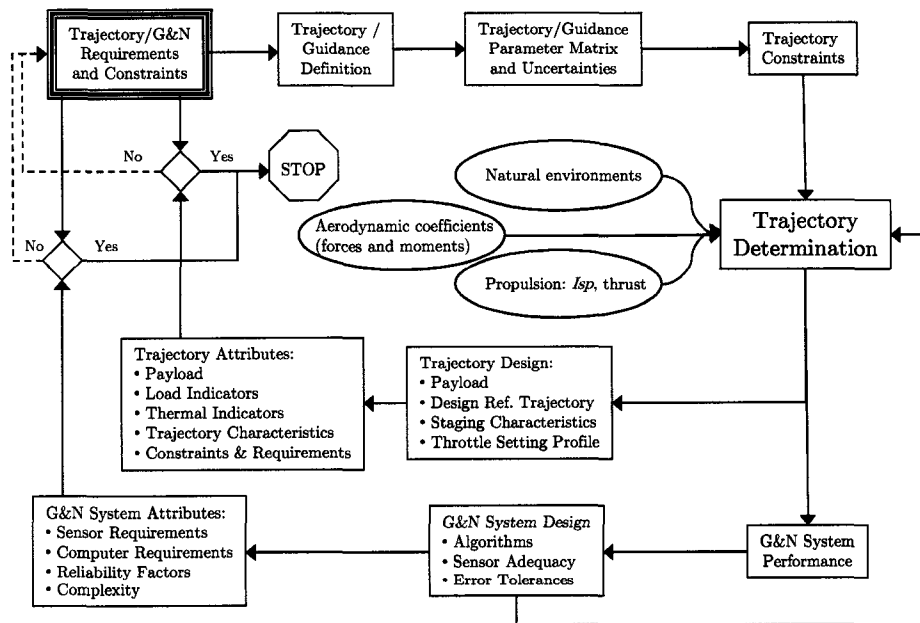 Trajectory/G&N
Requirements
and Constraints
Trajectory /
Guidance
Definition
Trajectory/Guidance
Parameter Matrix
and Uncertainties
Trajectory
Constraints
No
Yes
STOP
No
Yes
Natural environments
Aerodynamic coefficients
(forces and moments)
Propulsion: Isp, thrust
Trajectory
Determination
Trajectory Attributes:
• Payload
• Load Indicators
• Thermal Indicators
• Trajectory Characteristics
• Constraints & Requirements
Trajectory Design:
• Payload
• Design Ref. Trajectory
• Staging Characteristics
• Throttle Setting Profile
G&N System Attributes:
• Sensor Requirements
• Computer Requirements
• Reliability Factors
• Complexity
G&N System Design
• Algorithms
• Sensor Adequacy
• Error Tolerances
G&N System
Performance